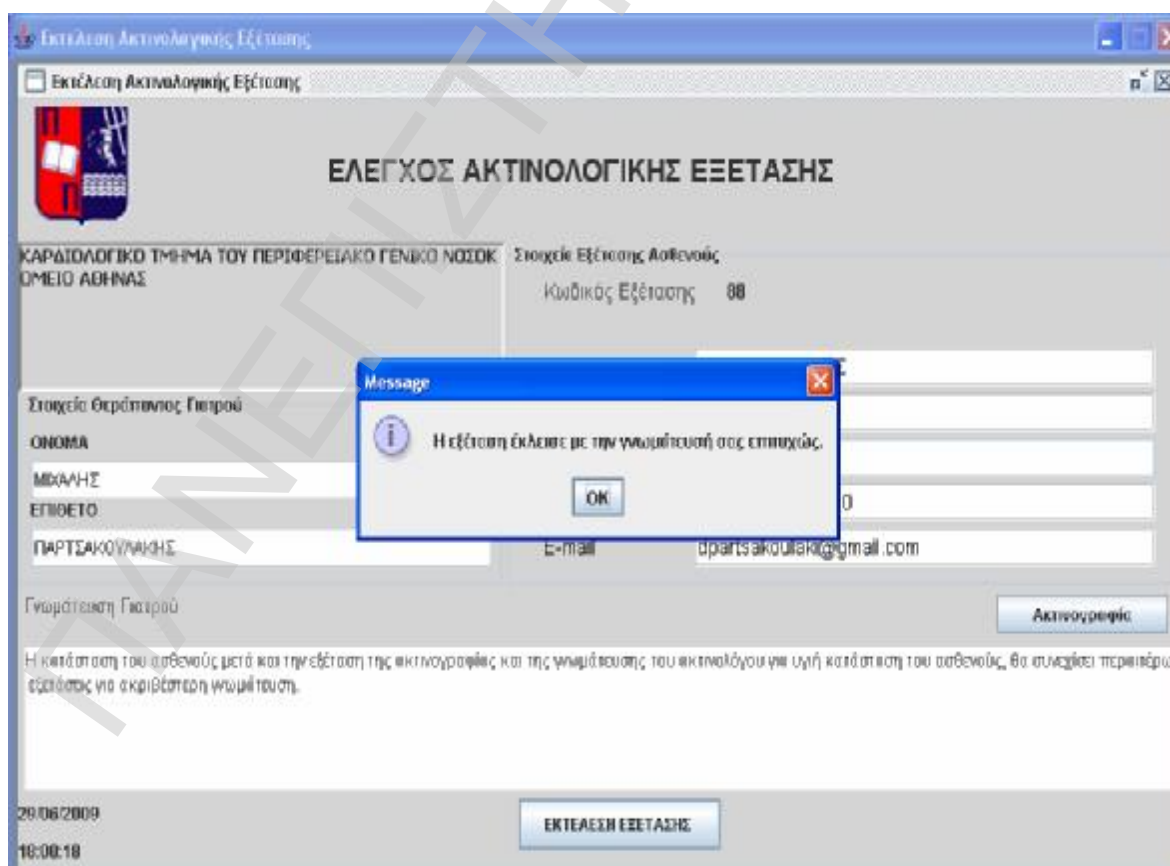 Εκτέλεση Ακτινολογικής Εξέτασης
Εκτέλεση Ακτινολογικής Εξέτασης
ΕΛΕΓΧΟΣ ΑΚΤΙΝΟΛΟΓΙΚΗΣ ΕΞΕΤΑΣΗΣ
ΚΑΡΔΙΟΛΟΓΙΚΟ ΤΜΗΜΑ ΤΟΥ ΠΕΡΙΦΕΡΕΙΑΚΟ ΓΕΝΙΚΟ ΝΟΣΟΚ
ΟΜΕΙΟ ΑΘΗΝΑΣ
Στοιχεία Εξέτασης Ασθενούς
Κωδικός Εξέτασης 88
Message
Η εξέταση έκλεισε με την γνωμάτευσή σας επιτυχώς.
OK
Στοιχεία Θεράποντος Γιατρού
ΟΝΟΜΑ
ΜΙΧΑΛΗΣ
ΕΠΙΘΕΤΟ
ΠΑΡΤΣΑΚΟΥΛΑΚΗΣ
E-mail dpartsakoulaki@gmail.com
Γνωμάτευση Γιατρού
Ακτινογραφία
Η κατάσταση του ασθενούς μετά και την εξέταση της ακτινογραφίας και της γνωμάτευσης του ακτινολόγου για υγιή κατάσταση του ασθενούς, θα συνεχίσει περαιτέρω
εξετάσεις για ακριβέστερη γνωμάτευση.
29/06/2009
ΕΚΤΕΛΕΣΗ ΕΞΕΤΑΣΗΣ
18:08:18